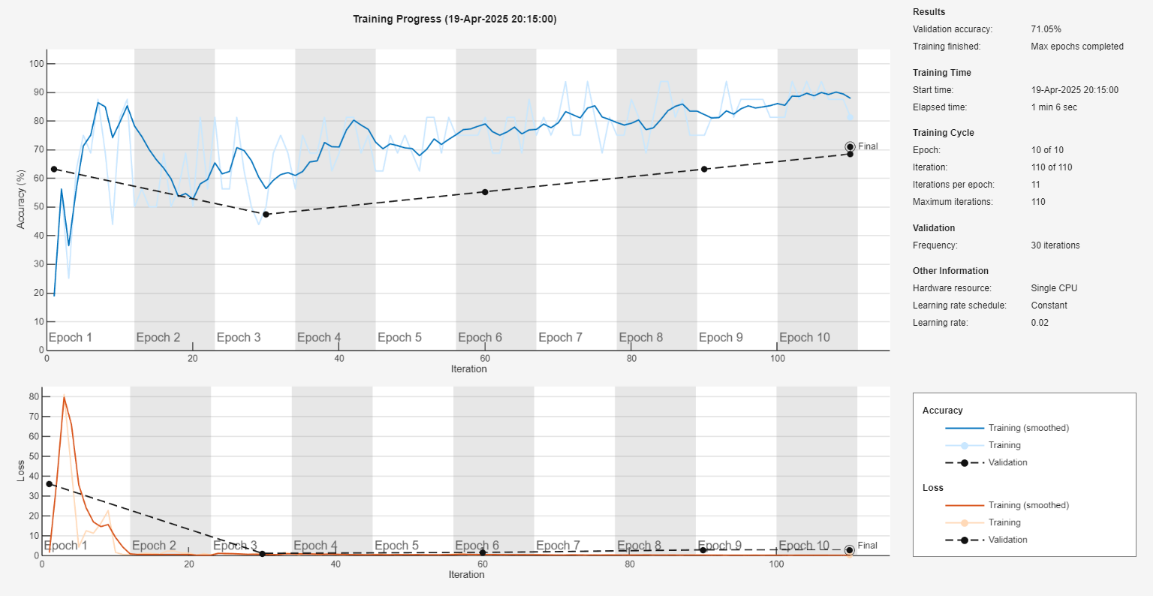 Training Progress (19-Apr-2025 20:15:00)
100
90
80
70
60
50
40
30
20
10
0
Accuracy (%)
Final
Epoch 1 Epoch 2 Epoch 3 Epoch 4 Epoch 5 Epoch 6 Epoch 7 Epoch 8 Epoch 9 Epoch 10
0 20 40 60 80 100
Iteration
80
70
60
50
40
30
20
10
0
Loss
Epoch 1 Epoch 2 Epoch 3 Epoch 4 Epoch 5 Epoch 6 Epoch 7 Epoch 8 Epoch 9 Epoch 10 Final
0 20 40 60 80 100
Iteration
Results
Validation accuracy: 71.05%
Training finished: Max epochs completed
Training Time
Start time: 19-Apr-2025 20:15:00
Elapsed time: 1 min 6 sec
Training Cycle
Epoch: 10 of 10
Iteration: 110 of 110
Iterations per epoch: 11
Maximum iterations: 110
Validation
Frequency: 30 iterations
Other Information
Hardware resource: Single CPU
Learning rate schedule: Constant
Learning rate: 0.02
Accuracy
Training (smoothed)
Training
Validation
Loss
Training (smoothed)
Training
Validation